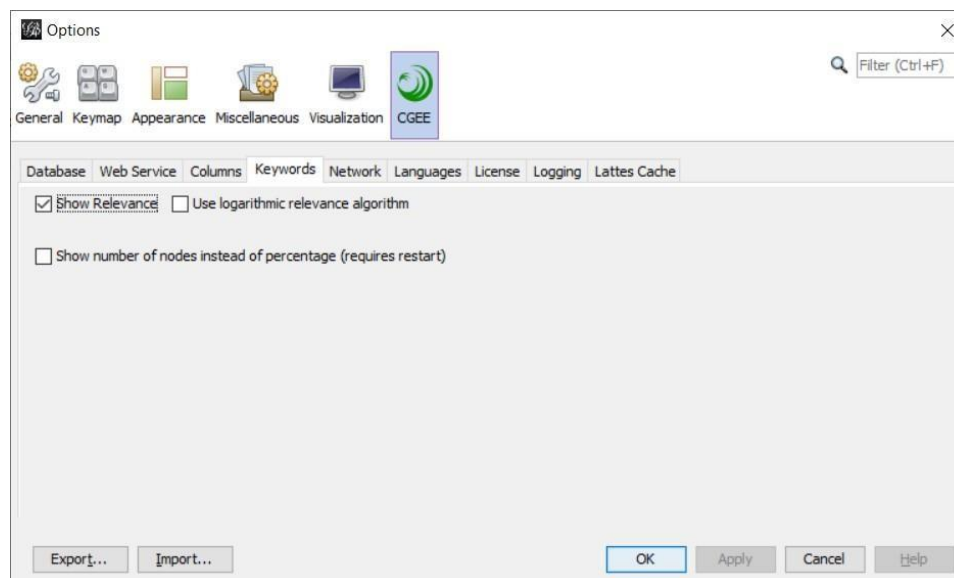 Options
Filter (Ctrl+F)
General Keymap Appearance Miscellaneous Visualization CGEE
Database Web Service Columns Keywords Network Languages License Logging Lattes Cache
Show Relevance Use logarithmic relevance algorithm
Show number of nodes instead of percentage (requires restart)
Export... Import... OK Apply Cancel Help